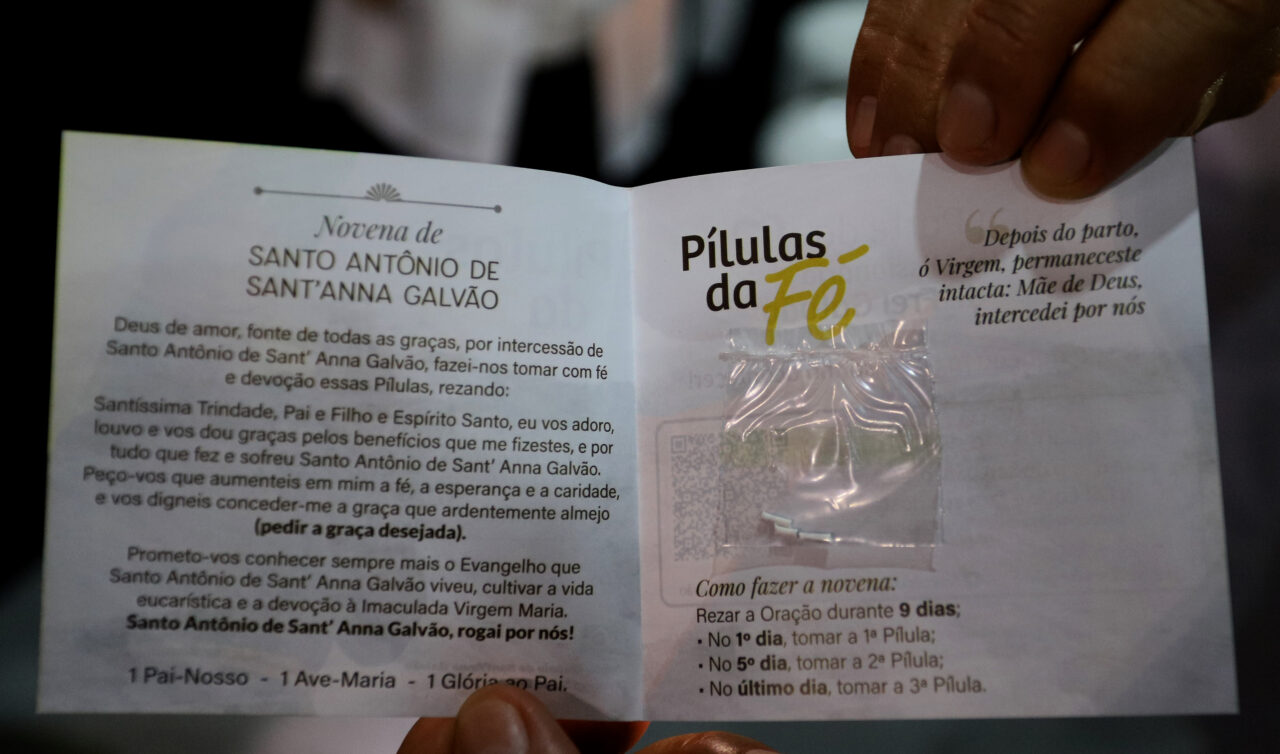 Novena de
SANTO ANTÔNIO DE
SANT'ANNA GALVÃO
Deus de amor, fonte de todas as graças, por intercessão de
Santo Antônio de Sant' Anna Galvão, fazei-nos tomar com fé
e devoção essas Pílulas, rezando:
Santíssima Trindade, Pai e Filho e Espírito Santo, eu vos adoro,
louvo e vos dou graças pelos benefícios que me fizestes, e por
tudo que fez e sofreu Santo Antônio de Sant' Anna Galvão.
Peço-vos que aumenteis em mim a fé, a esperança e a caridade,
e vos digneis conceder-me a graça que ardentemente almejo
(pedir a graça desejada).
Prometo-vos conhecer sempre mais o Evangelho que
Santo Antônio de Sant' Anna Galvão viveu, cultivar a vida
eucarística e a devoção à Imaculada Virgem Maria.
Santo Antônio de Sant' Anna Galvão, rogai por nós!
1 Pai-Nosso - 1 Ave-Maria - 1 Glória ao Pai.
Pílulas
da Fé
“ Depois do parto,
ó Virgem, permaneceste
intacta: Mãe de Deus,
intercedei por nós
Como fazer a novena:
Rezar a Oração durante 9 dias;
• No 1º dia, tomar a 1ª Pílula;
• No 5º dia, tomar a 2ª Pílula;
• No último dia, tomar a 3ª Pílula.